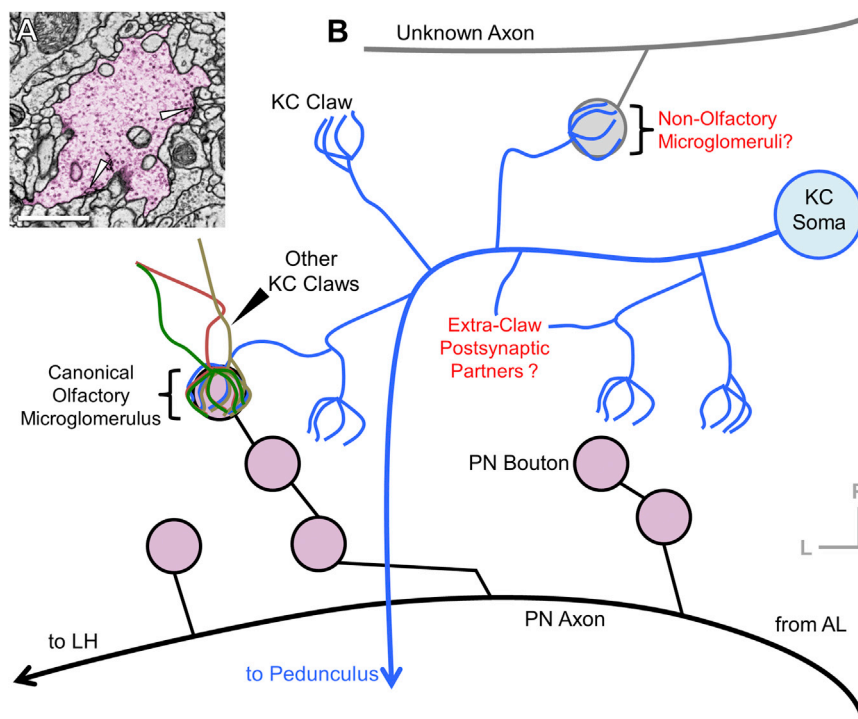 A
B
Unknown Axon
KC Claw
Non-Olfactory
Microglomeruli?
KC
Soma
Other
KC Claws
Extra-Claw
Postsynaptic
Partners ?
Canonical
Olfactory
Microglomerulus
PN Bouton
L
to LH
PN Axon
from AL
to Pedunculus